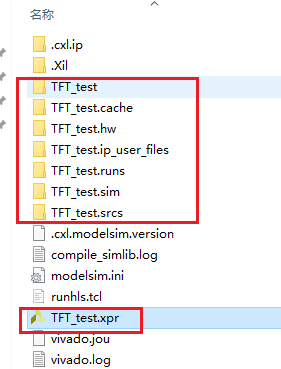 名称
.cxl.ip
.Xil
TFT_test
TFT_test.cache
TFT_test.hw
TFT_test.ip_user_files
TFT_test.runs
TFT_test.sim
TFT_test.srcs
.cxl.modelsim.version
compile_simlib.log
modelsim.ini
runhls.tcl
TFT_test.xpr
vivado.jou
vivado.log